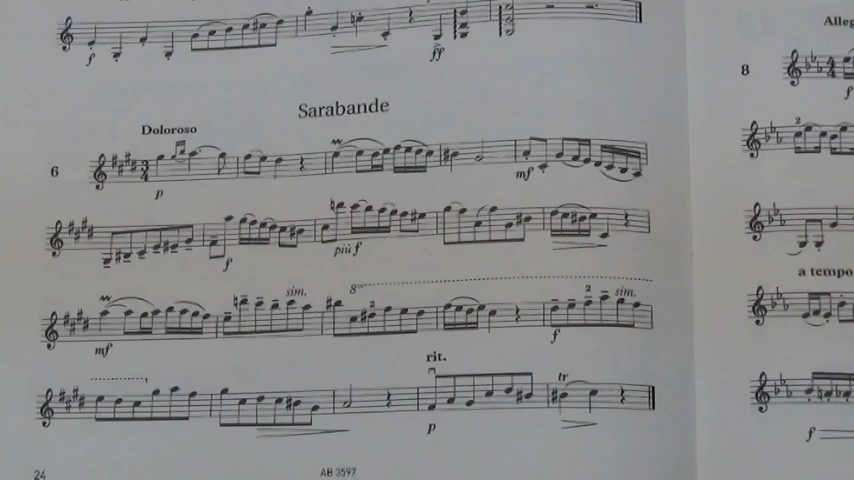 f
ff
Sarabande
Doloroso
6
p
mf
f
più f
sim.
8
2
2
sim.
mf
f
rit.
tr
p
24
AB 3597
8
f
2
a tempo
f